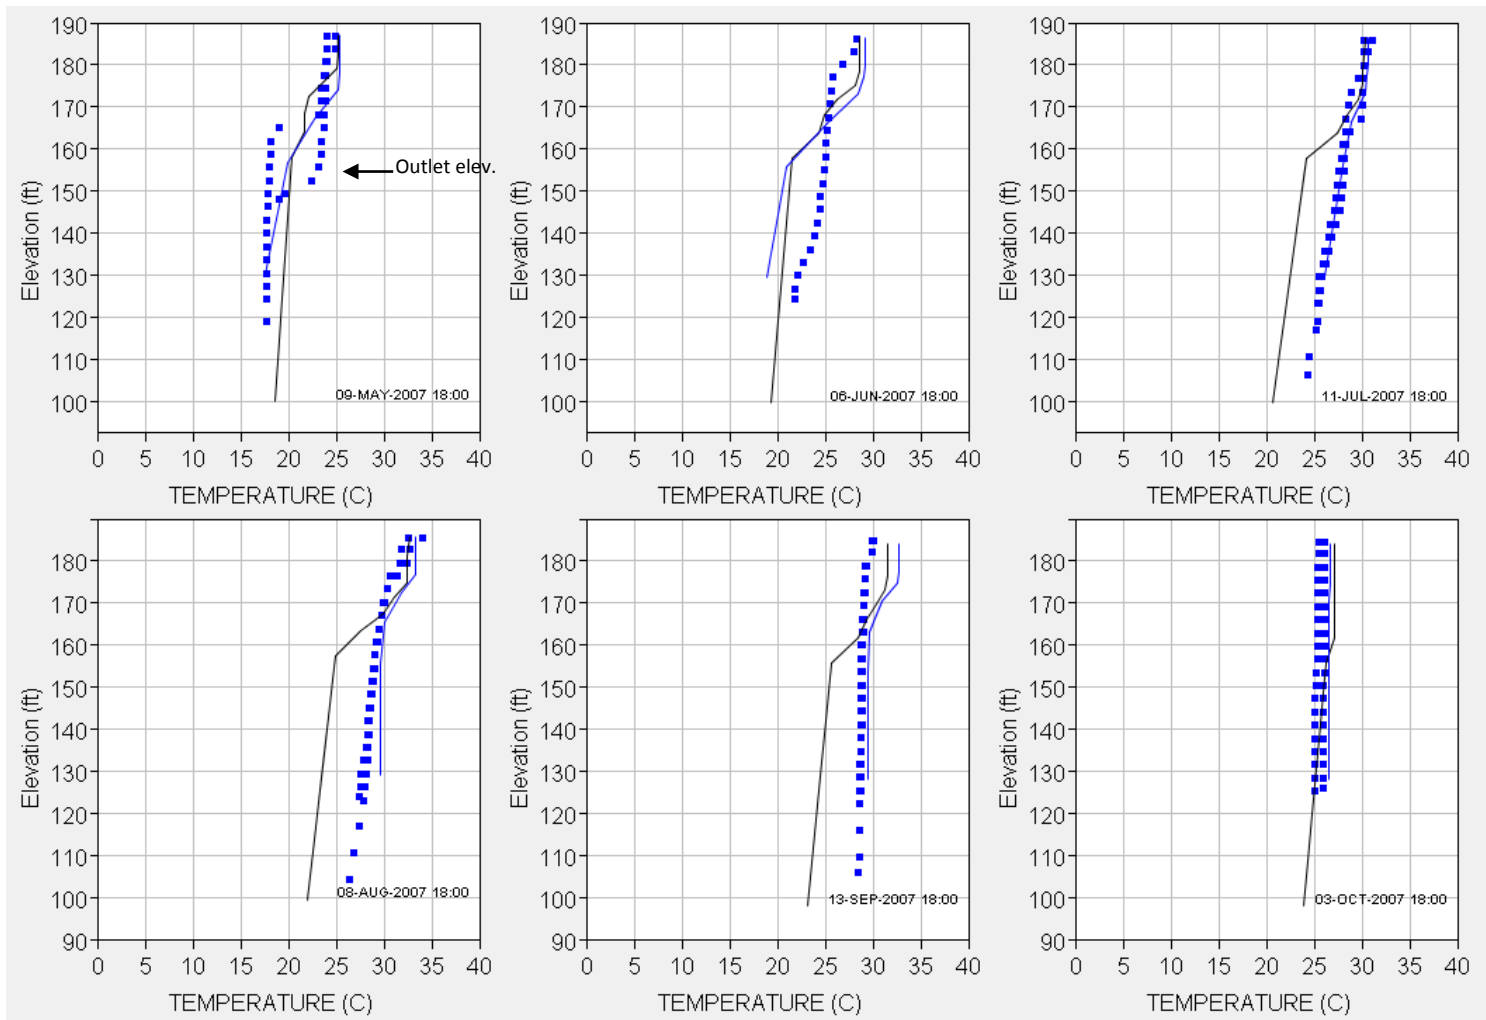 190
180
170
160
150
140
130
120
110
100
Elevation (ft)
Outlet elev.
09-MAY-2007 18:00
0 5 10 15 20 25 30 35 40
TEMPERATURE (C)
190
180
170
160
150
140
130
120
110
100
Elevation (ft)
06-JUN-2007 18:00
0 5 10 15 20 25 30 35 40
TEMPERATURE (C)
190
180
170
160
150
140
130
120
110
100
Elevation (ft)
11-JUL-2007 18:00
0 5 10 15 20 25 30 35 40
TEMPERATURE (C)
180
170
160
150
140
130
120
110
100
90
Elevation (ft)
08-AUG-2007 18:00
0 5 10 15 20 25 30 35 40
TEMPERATURE (C)
180
170
160
150
140
130
120
110
100
90
Elevation (ft)
13-SEP-2007 18:00
0 5 10 15 20 25 30 35 40
TEMPERATURE (C)
180
170
160
150
140
130
120
110
100
90
Elevation (ft)
03-OCT-2007 18:00
0 5 10 15 20 25 30 35 40
TEMPERATURE (C)